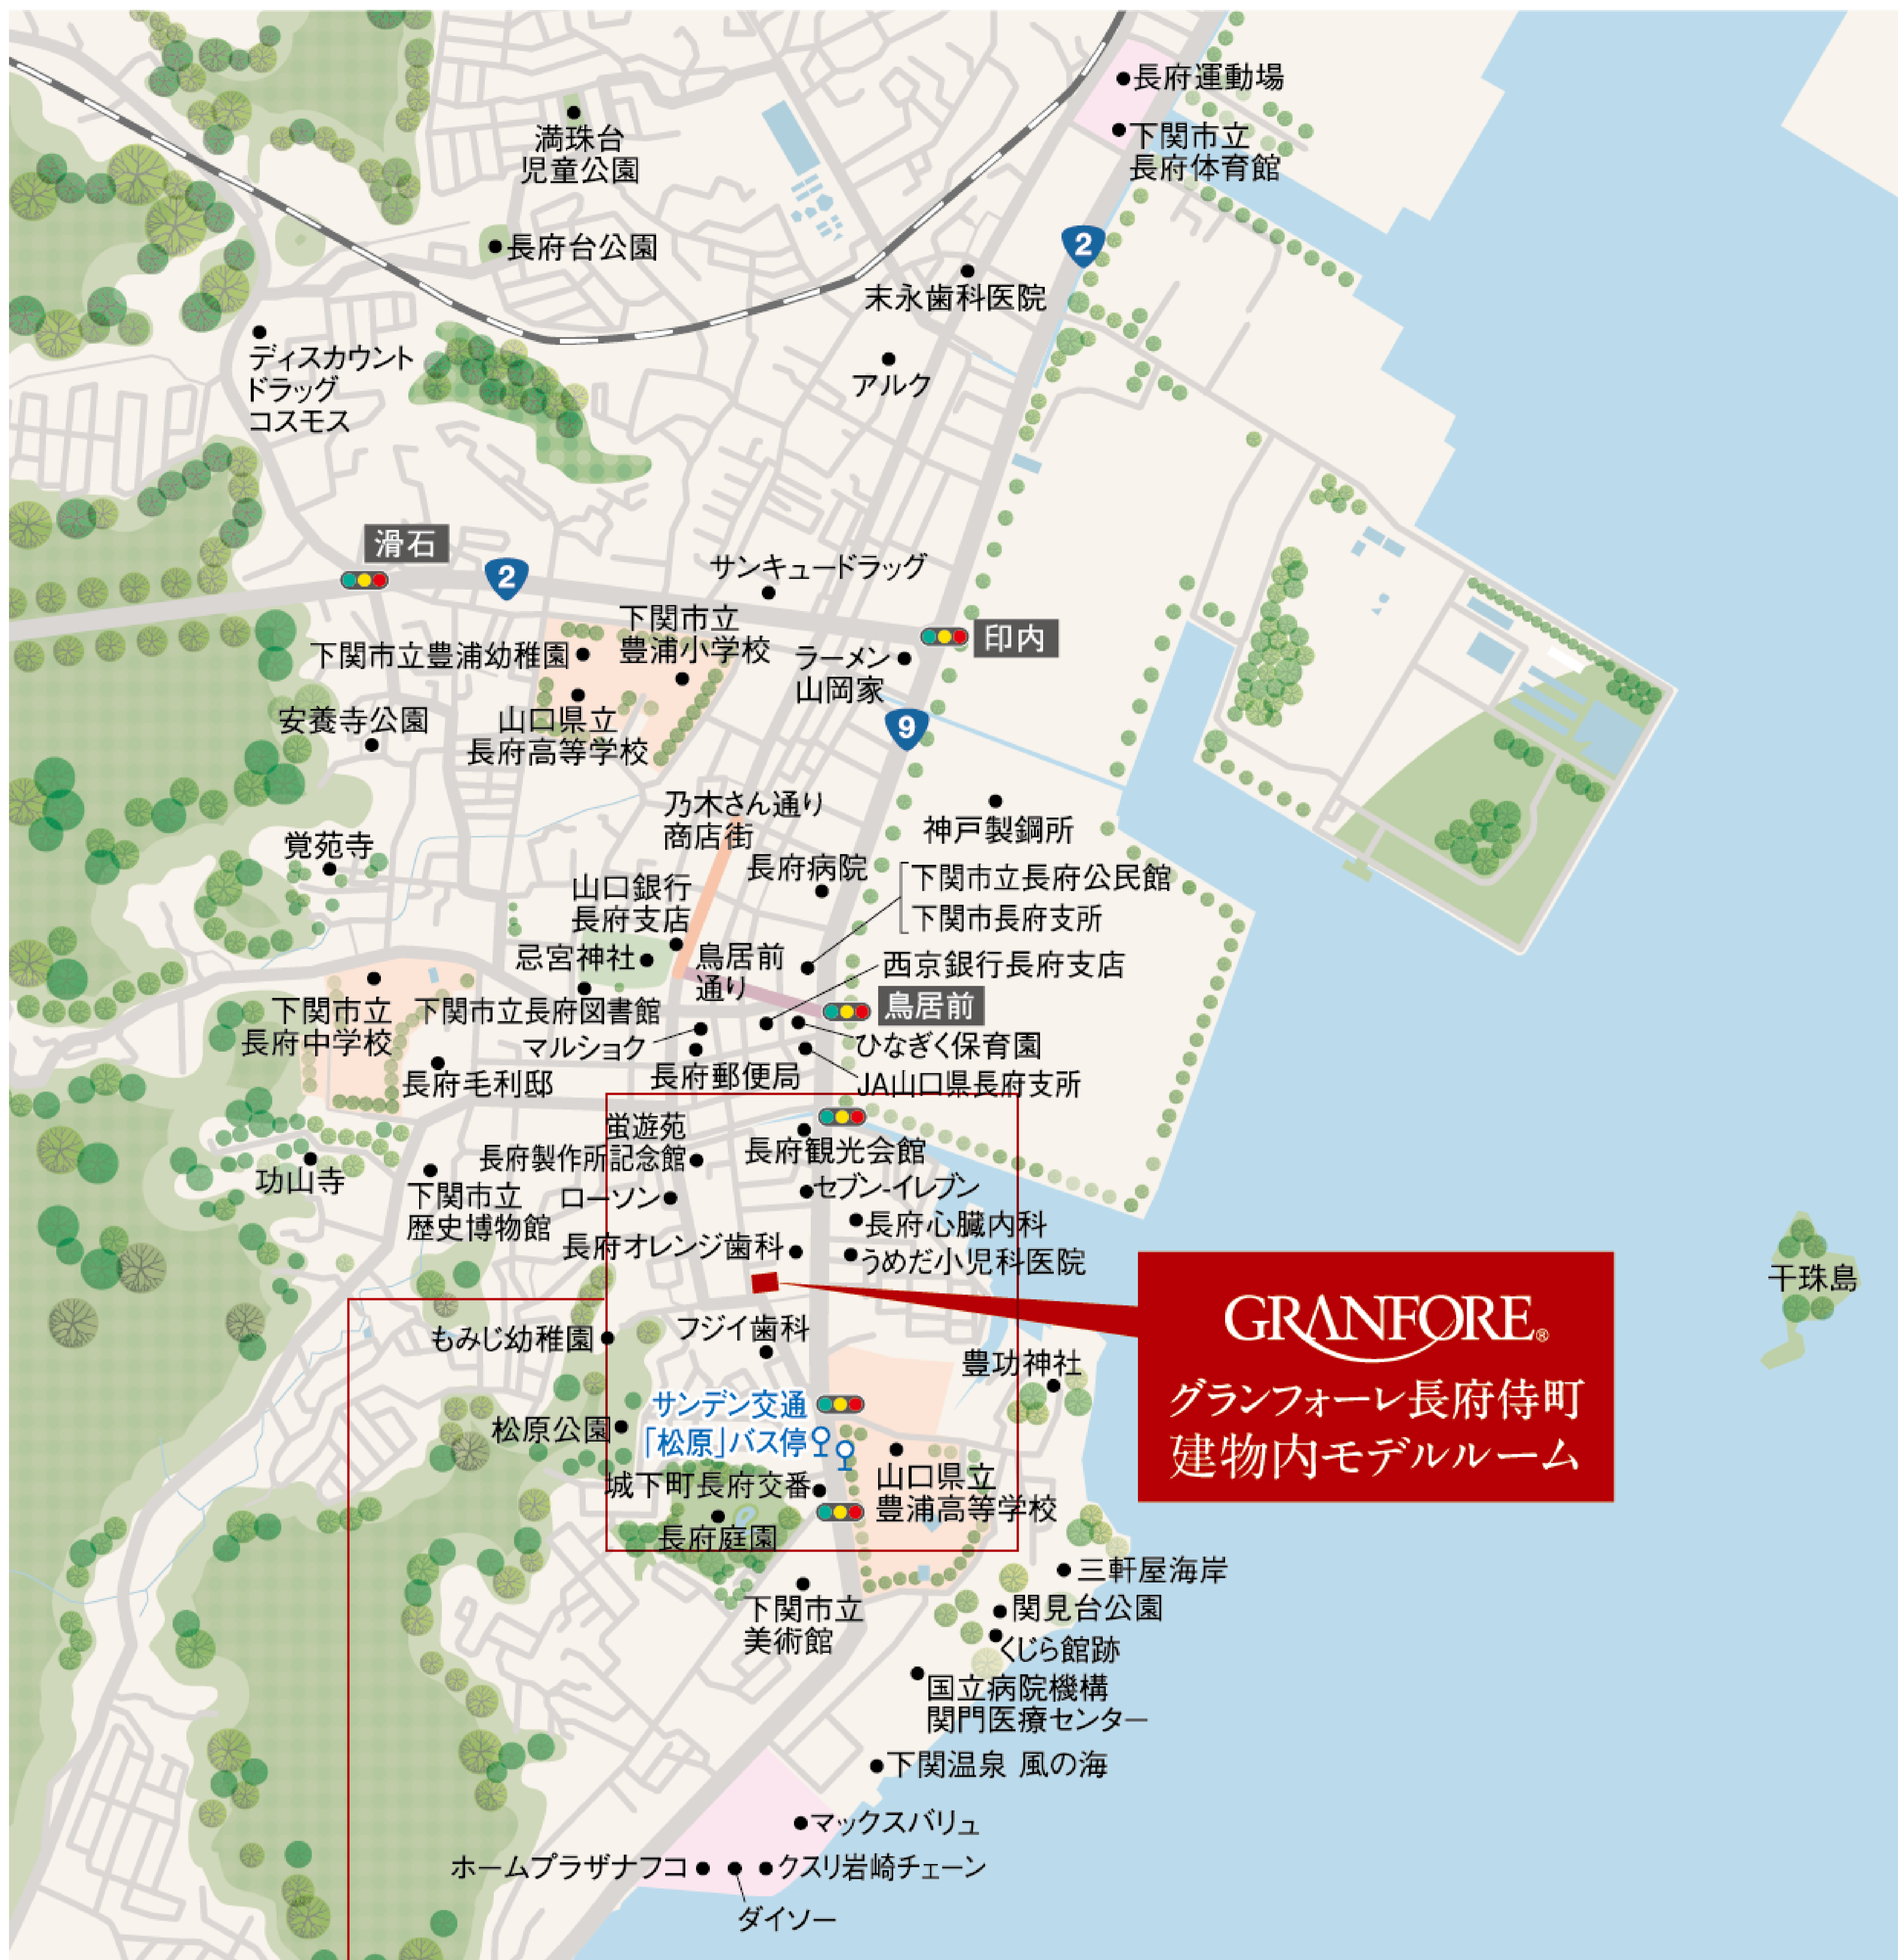 長府運動場
下関市立
長府体育館
満珠台
児童公園
長府台公園
2
末永歯科医院
アルク
ディスカウント
ドラッグ
コスモス
滑石
2
サンキュードラッグ
下関市立
豊浦小学校
下関市立豊浦幼稚園
印内
ラーメン
山岡家
安養寺公園
山口県立
長府高等学校
9
乃木さん通り
商店街
神戸製鋼所
覚苑寺
長府病院
下関市立長府公民館
下関市長府支所
山口銀行
長府支店
忌宮神社
鳥居前
通り
西京銀行長府支店
鳥居前
下関市立
長府中学校
下関市立長府図書館
マルショク
ひなぎく保育園
長府毛利邸
長府郵便局
JA山口県長府支所
蛍遊苑
長府製作所記念館
長府観光会館
功山寺
下関市立
歴史博物館
ローソン
セブン-イレブン
長府心臓内科
長府オレンジ歯科
うめだ小児科医院
干珠島
GRANFORE®
グランフォーレ長府侍町
建物内モデルルーム
もみじ幼稚園
フジイ歯科
豊功神社
サンデン交通
「松原」バス停
松原公園
城下町長府交番
山口県立
豊浦高等学校
長府庭園
三軒屋海岸
下関市立
美術館
関見台公園
くじら館跡
国立病院機構
関門医療センター
下関温泉 風の海
マックスバリュ
ホームプラザナフコ
クスリ岩崎チェーン
ダイソー